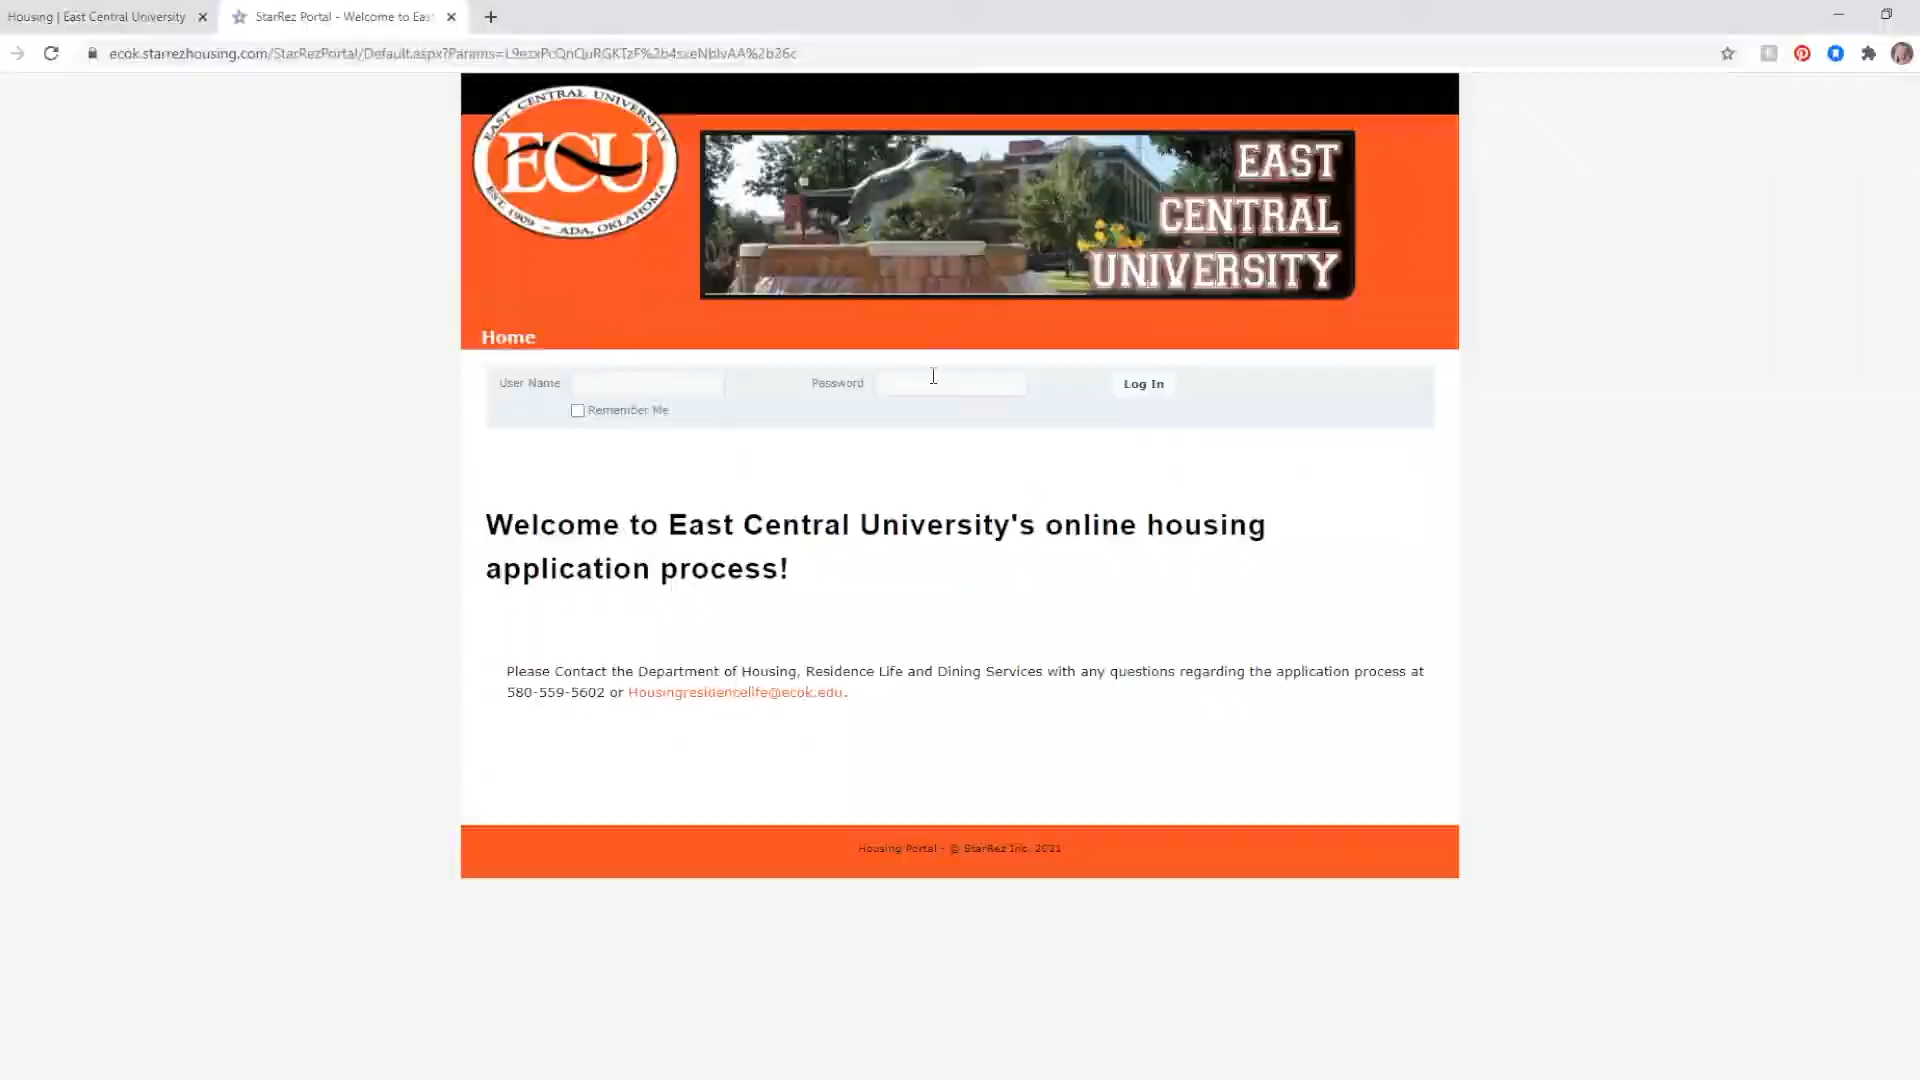 Housing | East Central University
StarRez Portal - Welcome to Eas
ecok.starrezhousing.com/StarRezPortal/Default.aspx?Params=L9ezxPcQnQuRGKTzF%2b4sxeNblvAA%2b26c
EAST CENTRAL UNIVERSITY
ECU
EST. 1909 - ADA, OKLAHOMA
EAST
CENTRAL
UNIVERSITY
Home
User Name
Password
Log In
Remember Me
Welcome to East Central University's online housing
application process!
Please Contact the Department of Housing, Residence Life and Dining Services with any questions regarding the application process at
580-559-5602 or Housingresidencelife@ecok.edu.
Housing Portal - © StarRez Inc. 2021